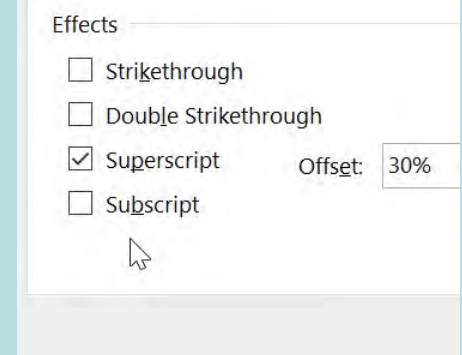 Effects
Strikethrough
Double Strikethrough
Superscript Offset: 30%
Subscript